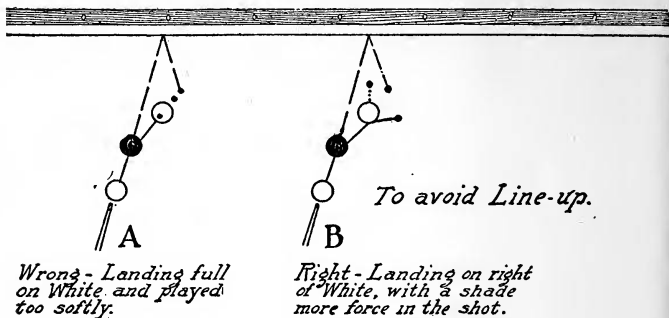 To avoid Line-up.
A
B
Wrong - Landing full
on White and played
too softly.
Right - Landing on right
of White, with a shade
more force in the shot.